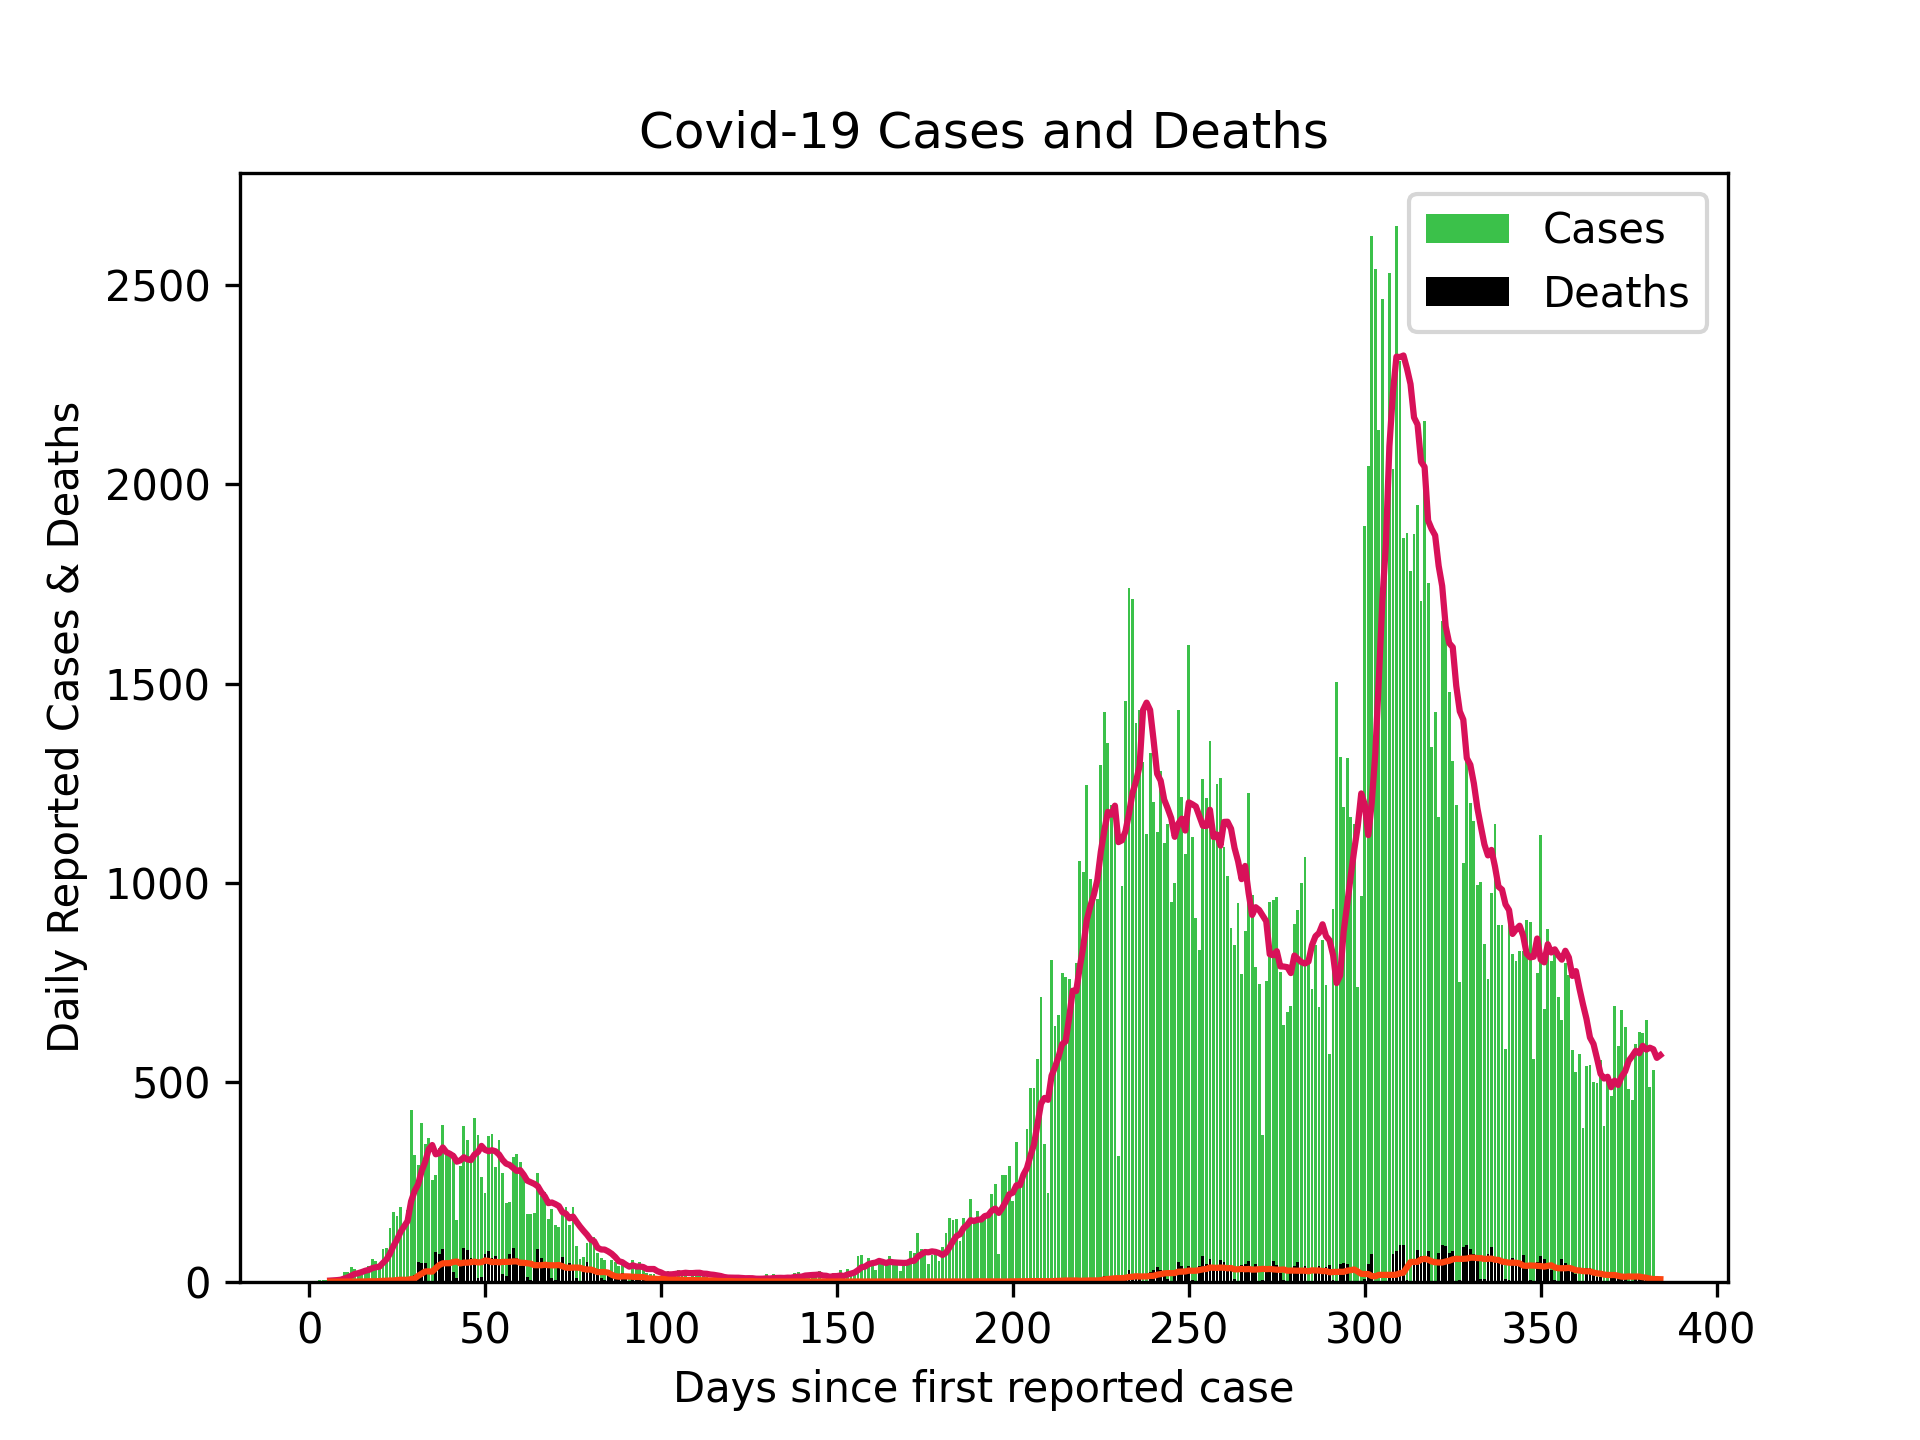 Covid-19 Cases and Deaths
Cases
Deaths
Daily Reported Cases & Deaths
2500
2000
1500
1000
500
0
0 50 100 150 200 250 300 350 400
Days since first reported case